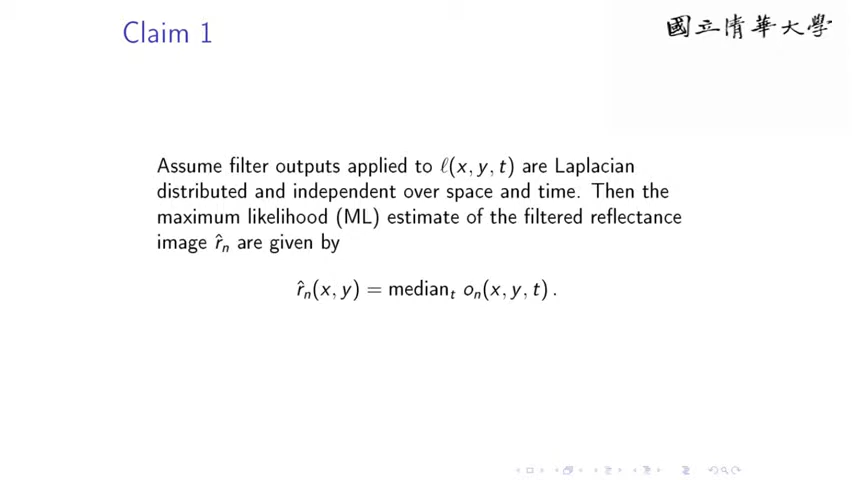 Claim 1
國立清華大學
Assume filter outputs applied to ℓ(x, y, t) are Laplacian
distributed and independent over space and time. Then the
maximum likelihood (ML) estimate of the filtered reflectance
image r̂ₙ are given by
r̂ₙ(x, y) = medianₜ oₙ(x, y, t) .